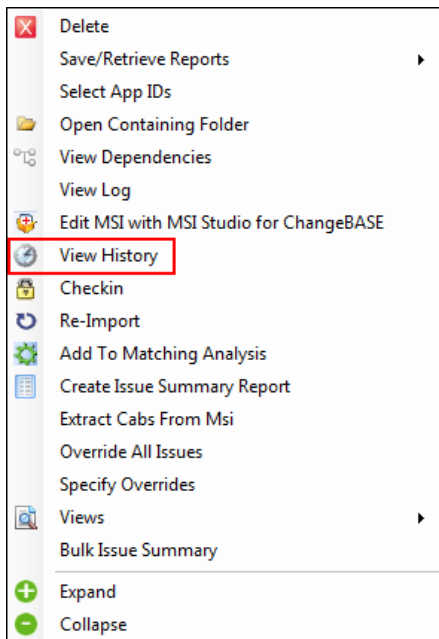 Delete
Save/Retrieve Reports
Select App IDs
Open Containing Folder
View Dependencies
View Log
Edit MSI with MSI Studio for ChangeBASE
View History
Checkin
Re-Import
Add To Matching Analysis
Create Issue Summary Report
Extract Cabs From Msi
Override All Issues
Specify Overrides
Views
Bulk Issue Summary
Expand
Collapse